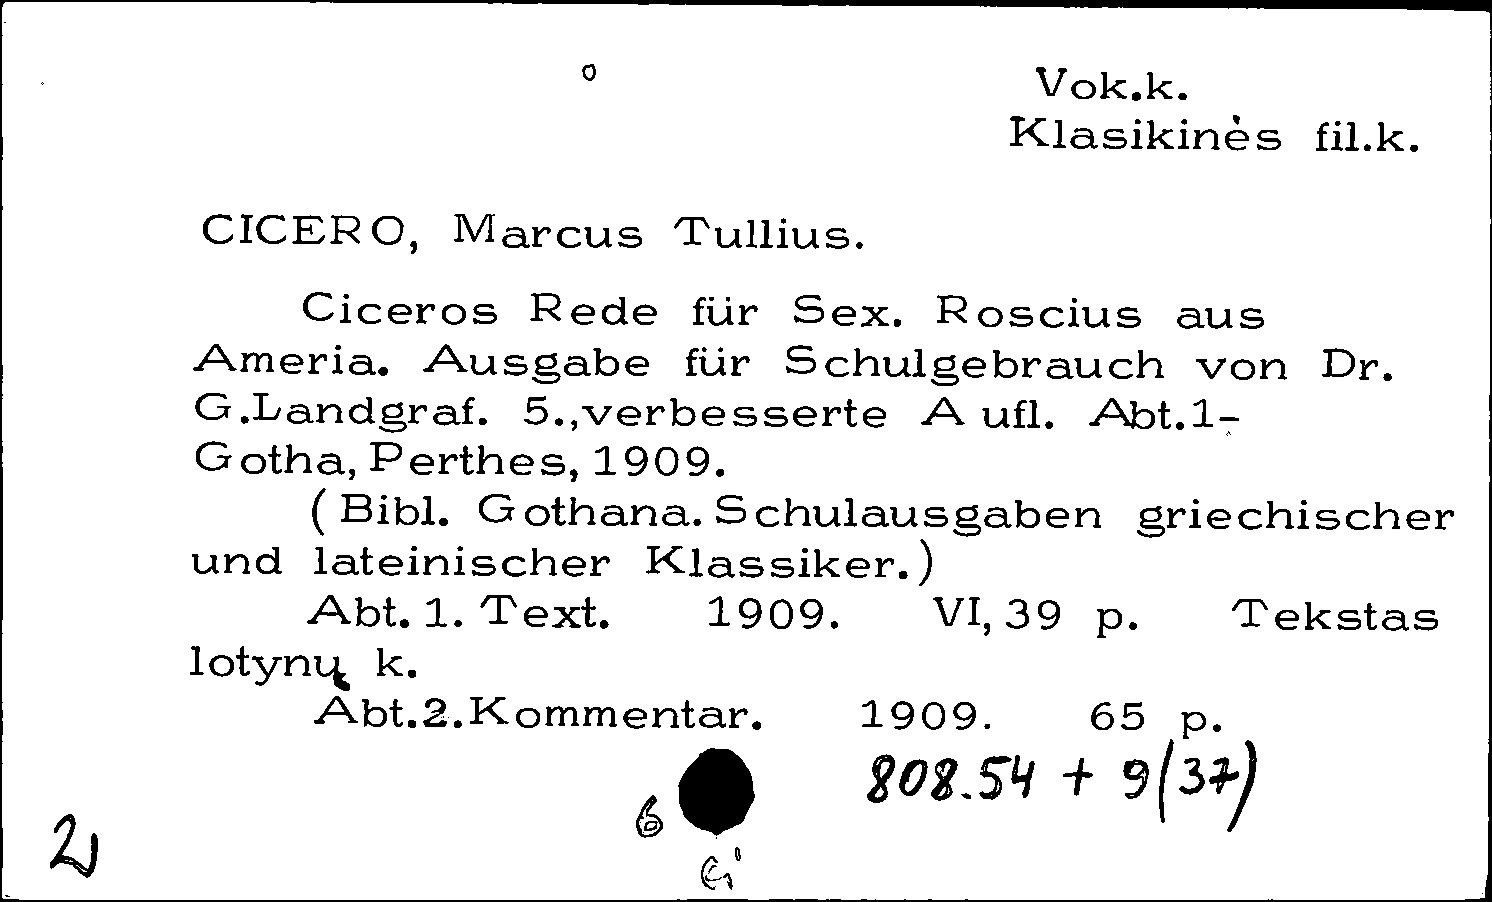 Vok.k.
Klasikinės fil.k.
CICERO, Marcus Tullius.
Ciceros Rede für Sex. Roscius aus
Ameria. Ausgabe für Schulgebrauch von Dr.
G.Landgraf. 5.,verbesserte Aufl. Abt.1-
Gotha, Perthes, 1909.
(Bibl. Gothana. Schulausgaben griechischer
und lateinischer Klassiker.)
Abt. 1. Text. 1909. VI, 39 p. Tekstas
lotynų k.
Abt.2.Kommentar. 1909. 65 p.
808.54 + 9(37)
6